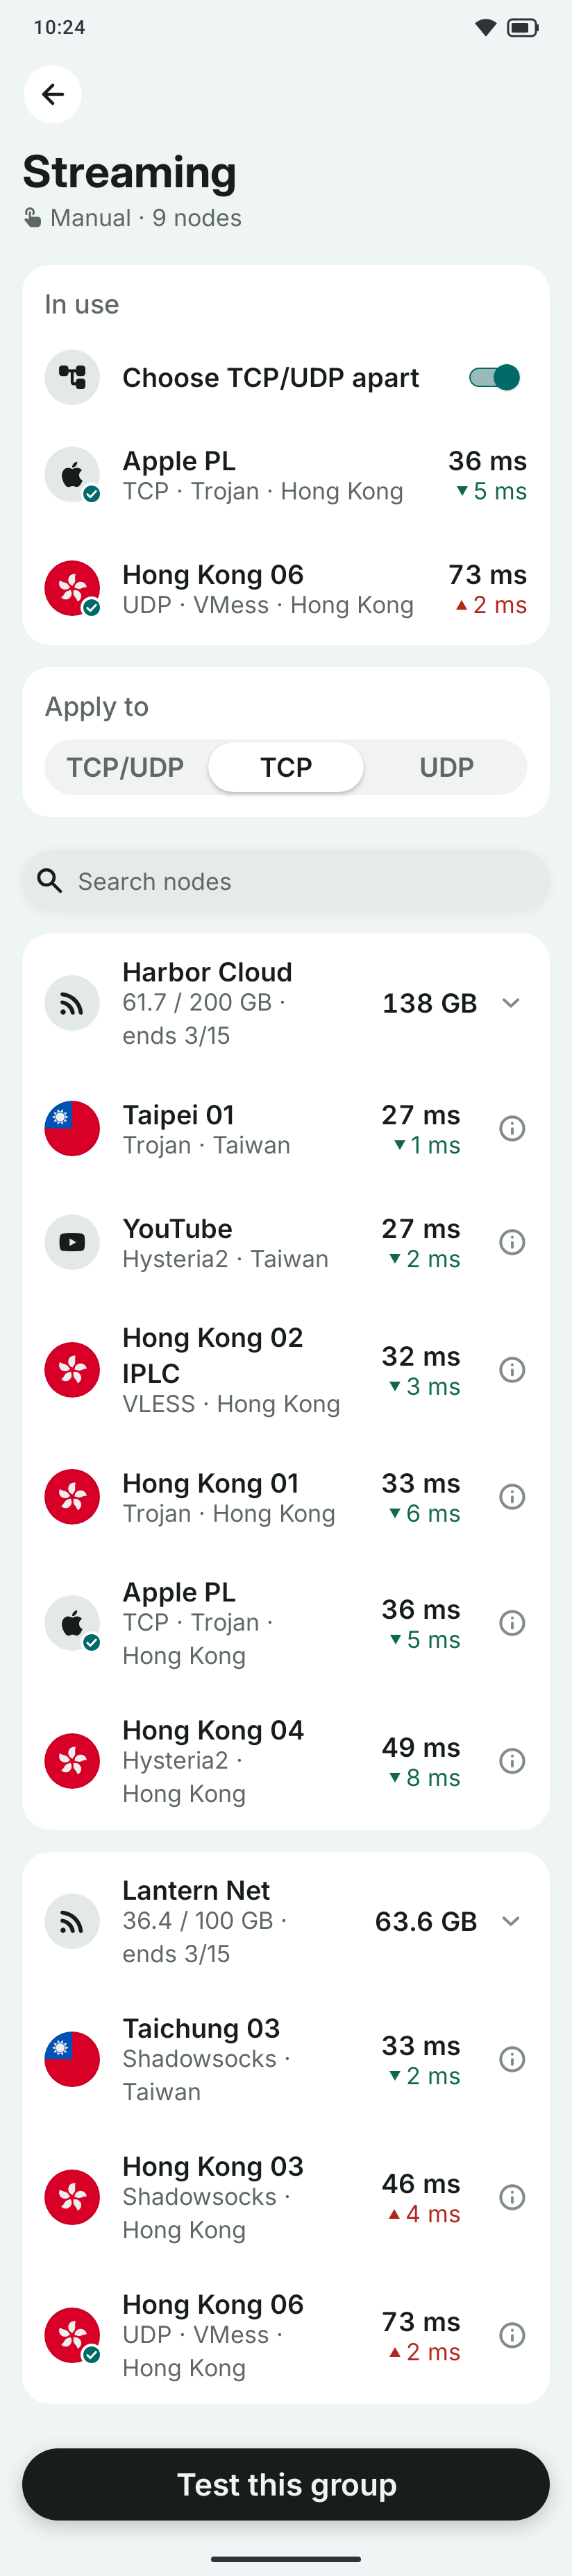 10:24
Streaming
Manual · 9 nodes
In use
Choose TCP/UDP apart
Apple PL
TCP · Trojan · Hong Kong
36 ms
▼5 ms
Hong Kong 06
UDP · VMess · Hong Kong
73 ms
▲2 ms
Apply to
TCP/UDP
TCP
UDP
Search nodes
Harbor Cloud
61.7 / 200 GB ·
ends 3/15
138 GB
Taipei 01
Trojan · Taiwan
27 ms
▼1 ms
YouTube
Hysteria2 · Taiwan
27 ms
▼2 ms
Hong Kong 02
IPLC
VLESS · Hong Kong
32 ms
▼3 ms
Hong Kong 01
Trojan · Hong Kong
33 ms
▼6 ms
Apple PL
TCP · Trojan ·
Hong Kong
36 ms
▼5 ms
Hong Kong 04
Hysteria2 ·
Hong Kong
49 ms
▼8 ms
Lantern Net
36.4 / 100 GB ·
ends 3/15
63.6 GB
Taichung 03
Shadowsocks ·
Taiwan
33 ms
▼2 ms
Hong Kong 03
Shadowsocks ·
Hong Kong
46 ms
▲4 ms
Hong Kong 06
UDP · VMess ·
Hong Kong
73 ms
▲2 ms
Test this group